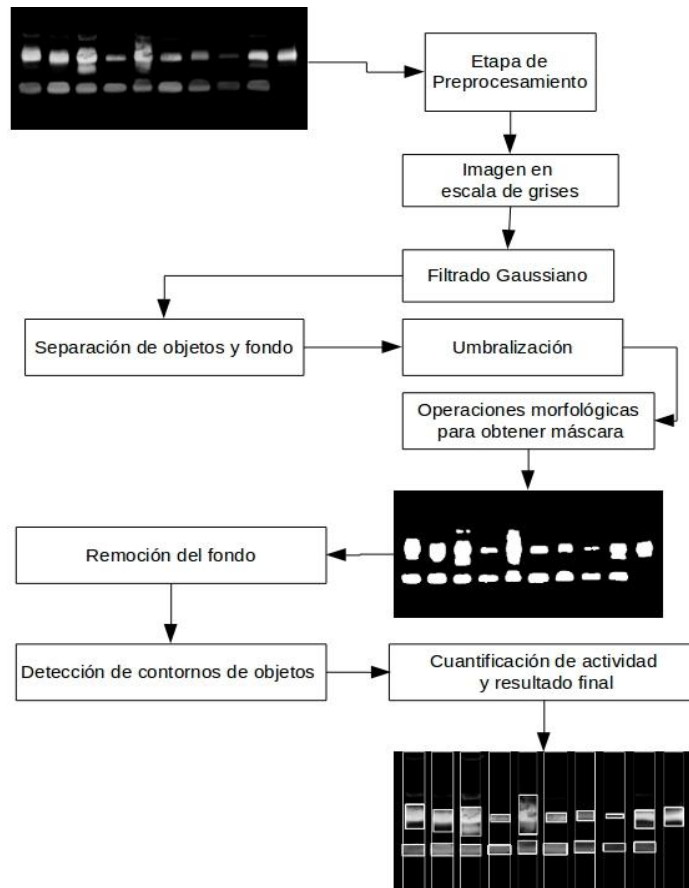 Etapa de
Preprocesamiento
Imagen en
escala de grises
Filtrado Gaussiano
Separación de objetos y fondo
Umbralización
Operaciones morfológicas
para obtener máscara
Remoción del fondo
Detección de contornos de objetos
Cuantificación de actividad
y resultado final